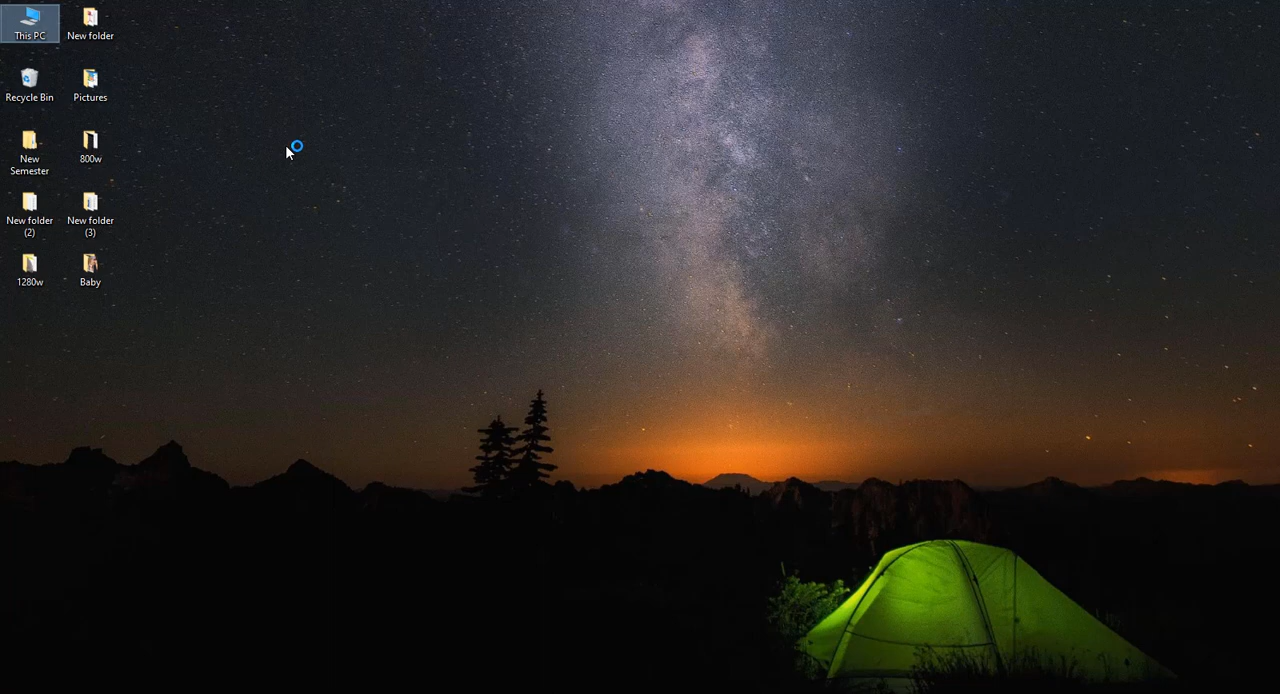 This PC
New folder
Recycle Bin
Pictures
New
Semester
800w
New folder
(2)
New folder
(3)
1280w
Baby